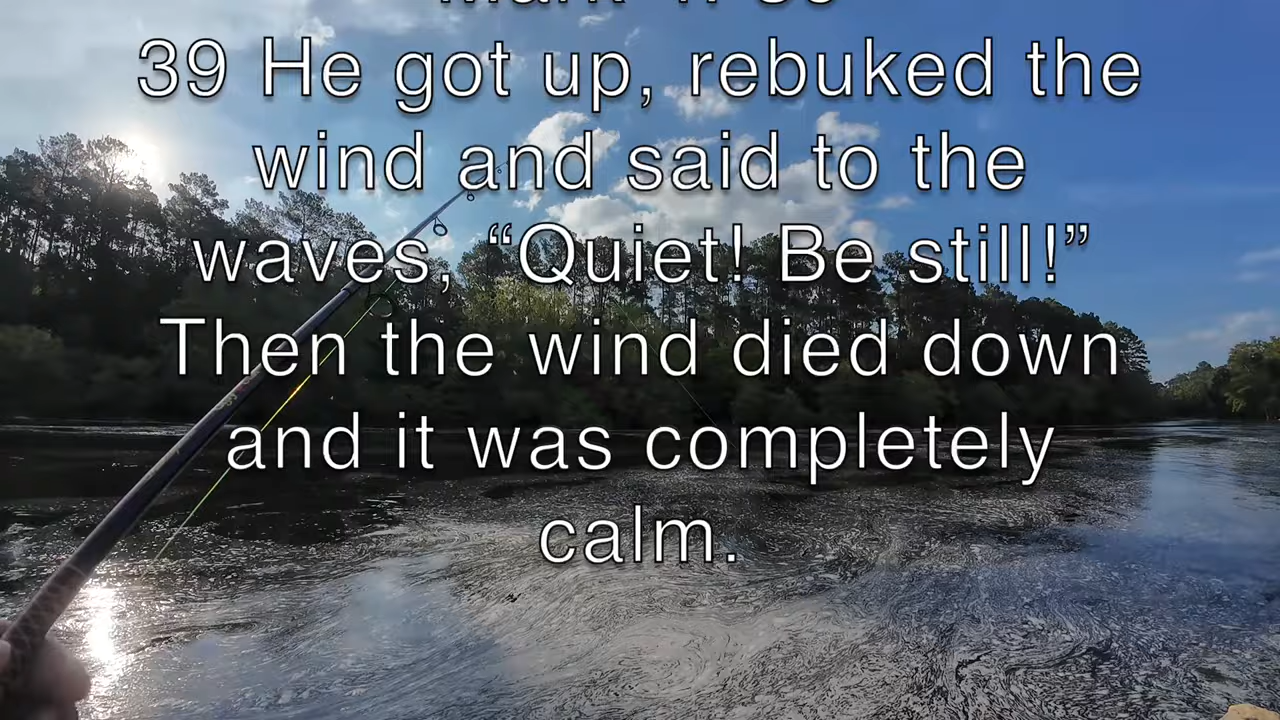 39 He got up, rebuked the
wind and said to the
waves, “Quiet! Be still!”
Then the wind died down
and it was completely
calm.